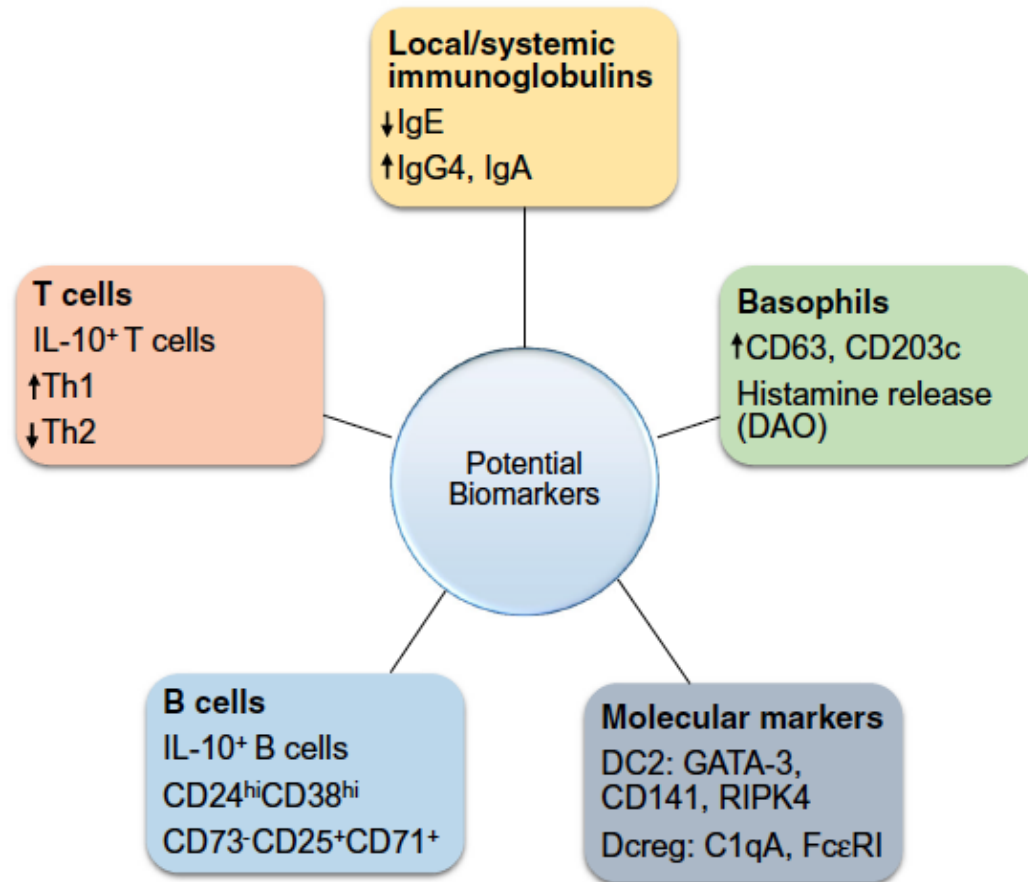 Local/systemic
immunoglobulins
↓IgE
↑IgG4, IgA
T cells
IL-10⁺ T cells
↑Th1
↓Th2
Basophils
↑CD63, CD203c
Histamine release
(DAO)
Potential
Biomarkers
B cells
IL-10⁺ B cells
CD24ʰⁱCD38ʰⁱ
CD73⁻CD25⁺CD71⁺
Molecular markers
DC2: GATA-3,
CD141, RIPK4
Dcreg: C1qA, FcεRI